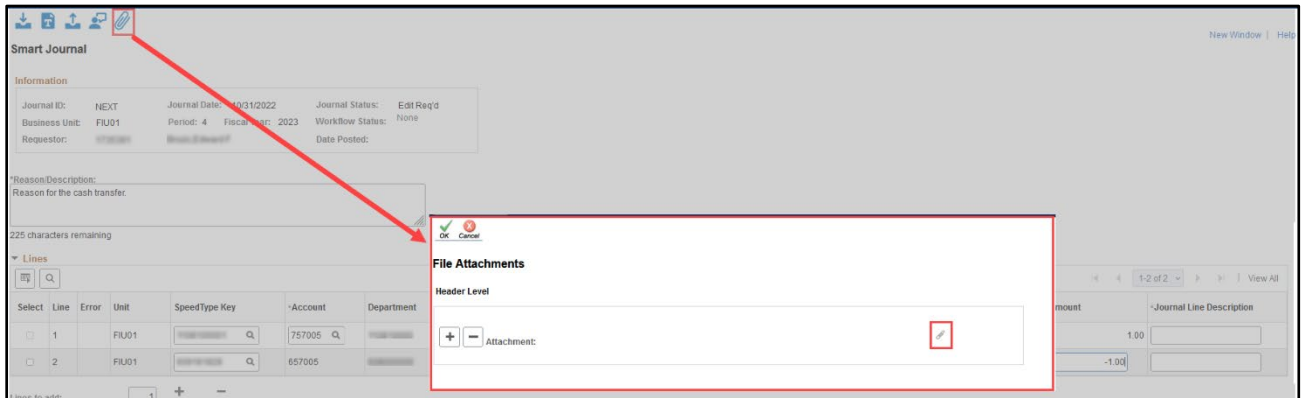 New Window | Help
Smart Journal
Information
Journal ID: NEXT Journal Date: 10/31/2022 Journal Status: Edit Req'd
Business Unit: FIU01 Period: 4 Fiscal Year: 2023 Workflow Status: None
Requestor: Date Posted:
*Reason/Description:
Reason for the cash transfer.
225 characters remaining
OK Cancel
File Attachments
Header Level
Attachment:
Lines
1-2 of 2 View All
Select Line Error Unit SpeedType Key *Account Department mount *Journal Line Description
1 FIU01 757005 1.00
2 FIU01 657005 -1.00
Lines to add: 1